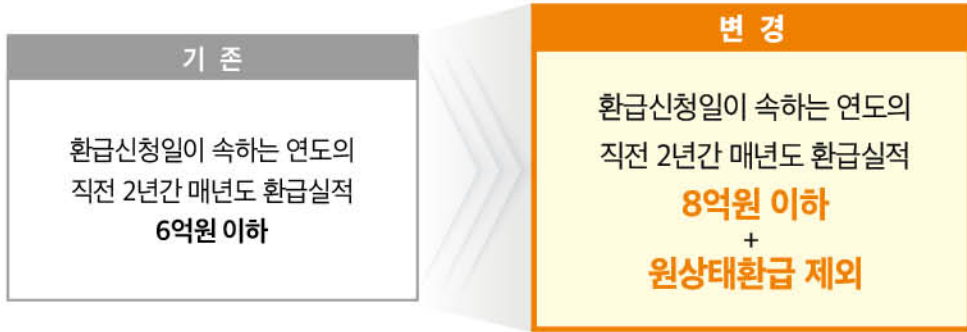 기 존
환급신청일이 속하는 연도의
직전 2년간 매년도 환급실적
6억원 이하
변 경
환급신청일이 속하는 연도의
직전 2년간 매년도 환급실적
8억원 이하
+
원상태환급 제외